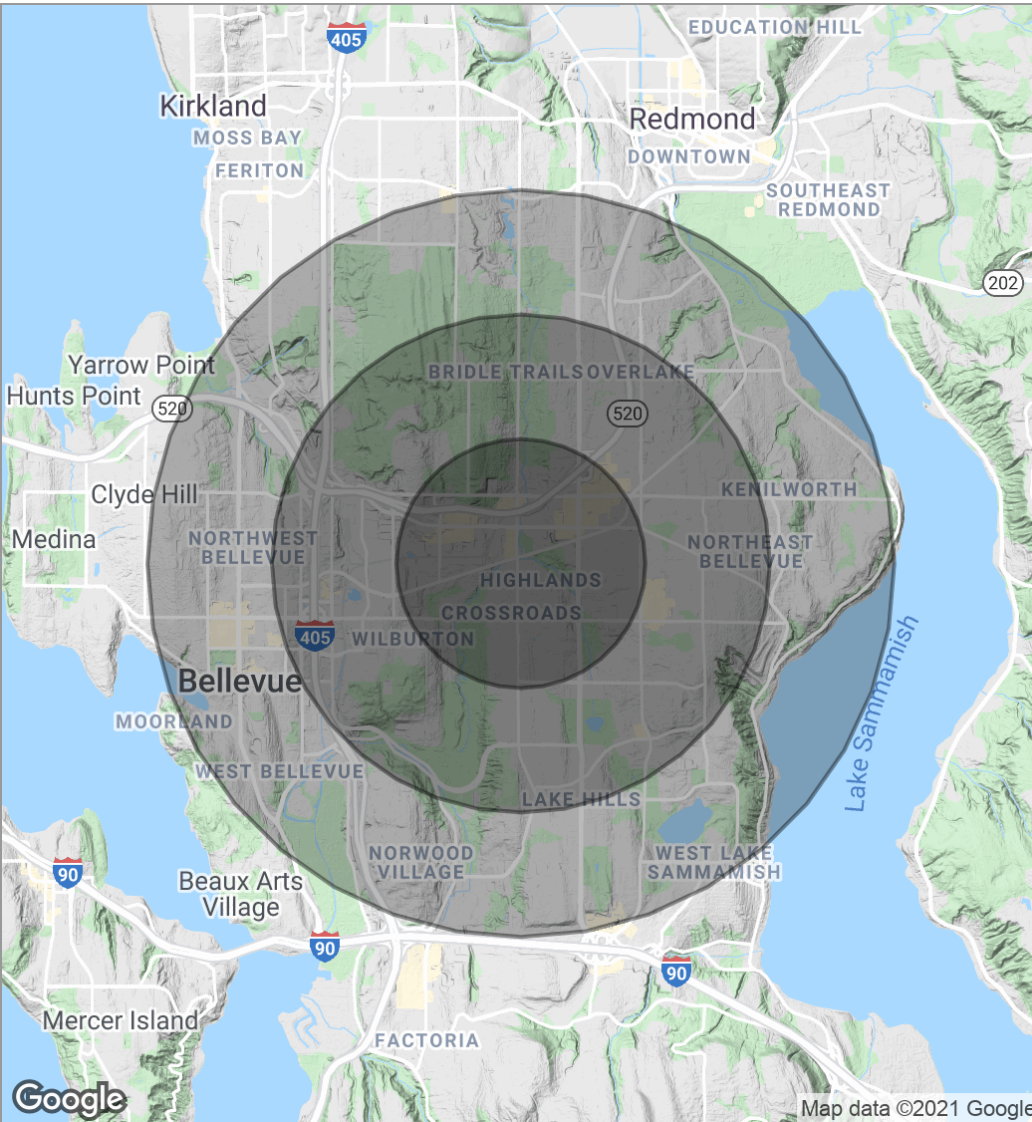 EDUCATION HILL
405
Kirkland
Redmond
MOSS BAY
DOWNTOWN
FERITON
SOUTHEAST
REDMOND
202
Yarrow Point
BRIDLE TRAILS
OVERLAKE
Hunts Point
520
520
Clyde Hill
KENILWORTH
Medina
NORTHWEST
BELLEVUE
NORTHEAST
BELLEVUE
HIGHLANDS
CROSSROADS
405
WILBURTON
Bellevue
Lake Sammamish
MOORLAND
WEST BELLEVUE
LAKE HILLS
NORWOOD
VILLAGE
WEST LAKE
SAMMAMISH
90
Beaux Arts
Village
90
90
Mercer Island
FACTORIA
Google
Map data ©2021 Google